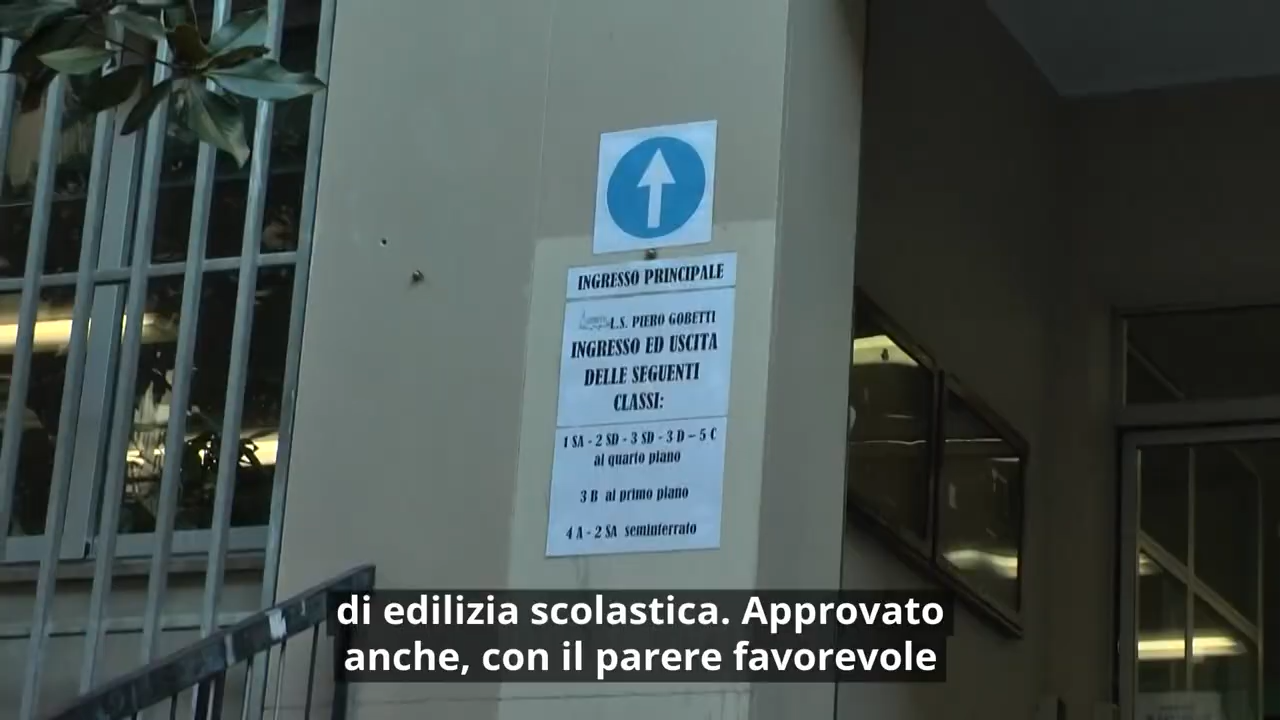 INGRESSO PRINCIPALE
L.S. PIERO GOBETTI
INGRESSO ED USCITA
DELLE SEGUENTI
CLASSI:
1 SA - 2 SD - 3 SD - 3 D - 5 C
al quarto piano
3 B al primo piano
4 A - 2 SA seminterrato
di edilizia scolastica. Approvato
anche, con il parere favorevole